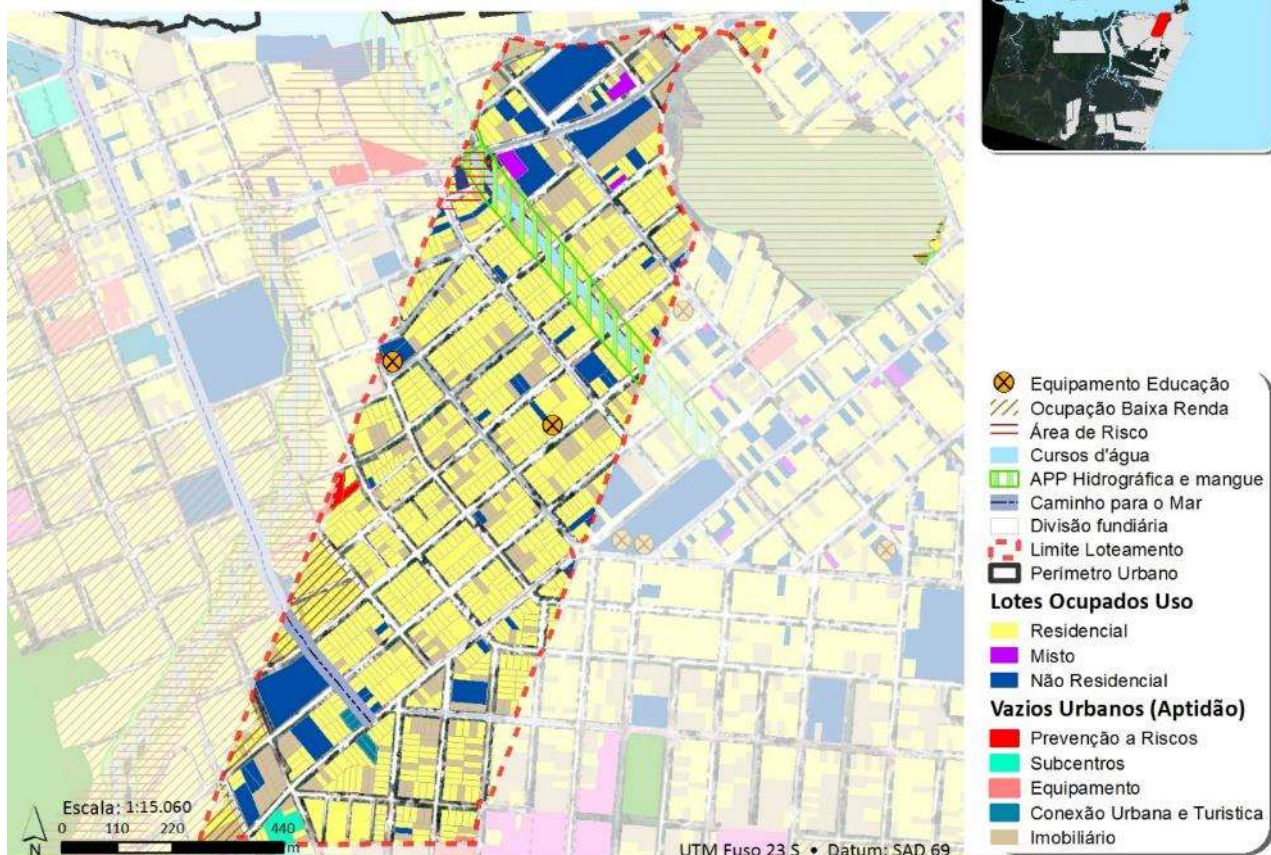 Equipamento Educação
Ocupação Baixa Renda
Área de Risco
Cursos d'água
APP Hidrográfica e mangue
Caminho para o Mar
Divisão fundiária
Limite Loteamento
Perimetro Urbano
Lotes Ocupados Uso
Residencial
Misto
Não Residencial
Vazios Urbanos (Aptidão)
Prevenção a Riscos
Subcentros
Equipamento
Conexão Urbana e Turistica
Imobiliário
Escala: 1:15.060
0 110 220 440
m
N
UTM Fuso 23 S • Datum: SAD 69